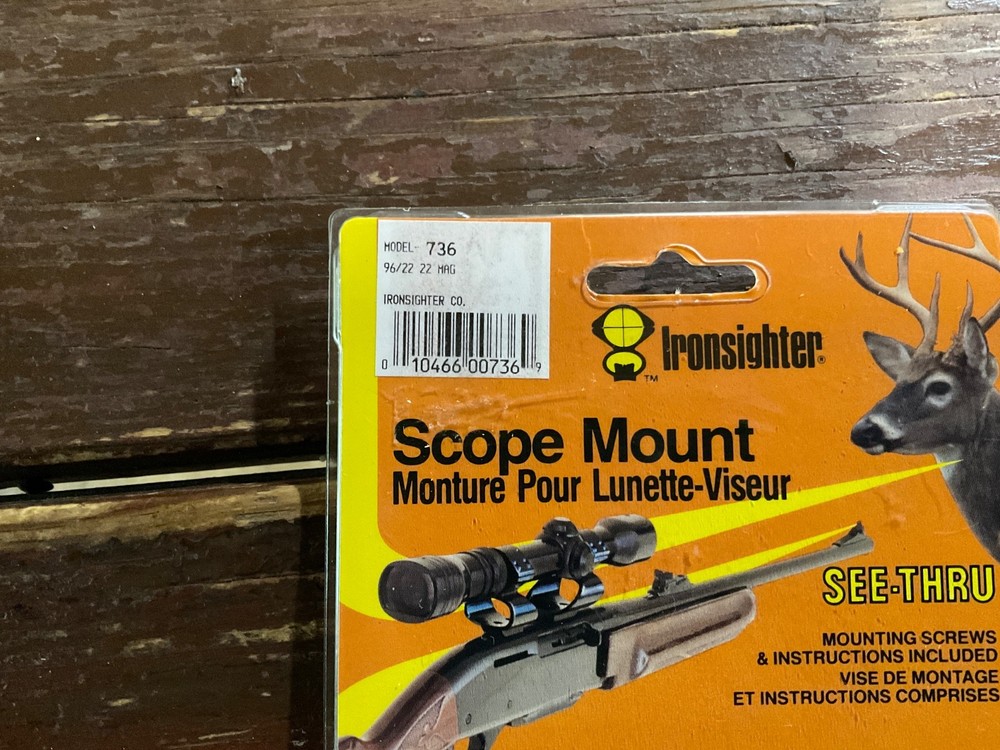 MODEL- 736
96/22 22 MAG
IRONSIGHTER CO.
0 10466 00736 9
Ironsighter®
TM
Scope Mount
Monture Pour Lunette-Viseur
SEE-THRU
MOUNTING SCREWS
& INSTRUCTIONS INCLUDED
VISE DE MONTAGE
ET INSTRUCTIONS COMPRISES